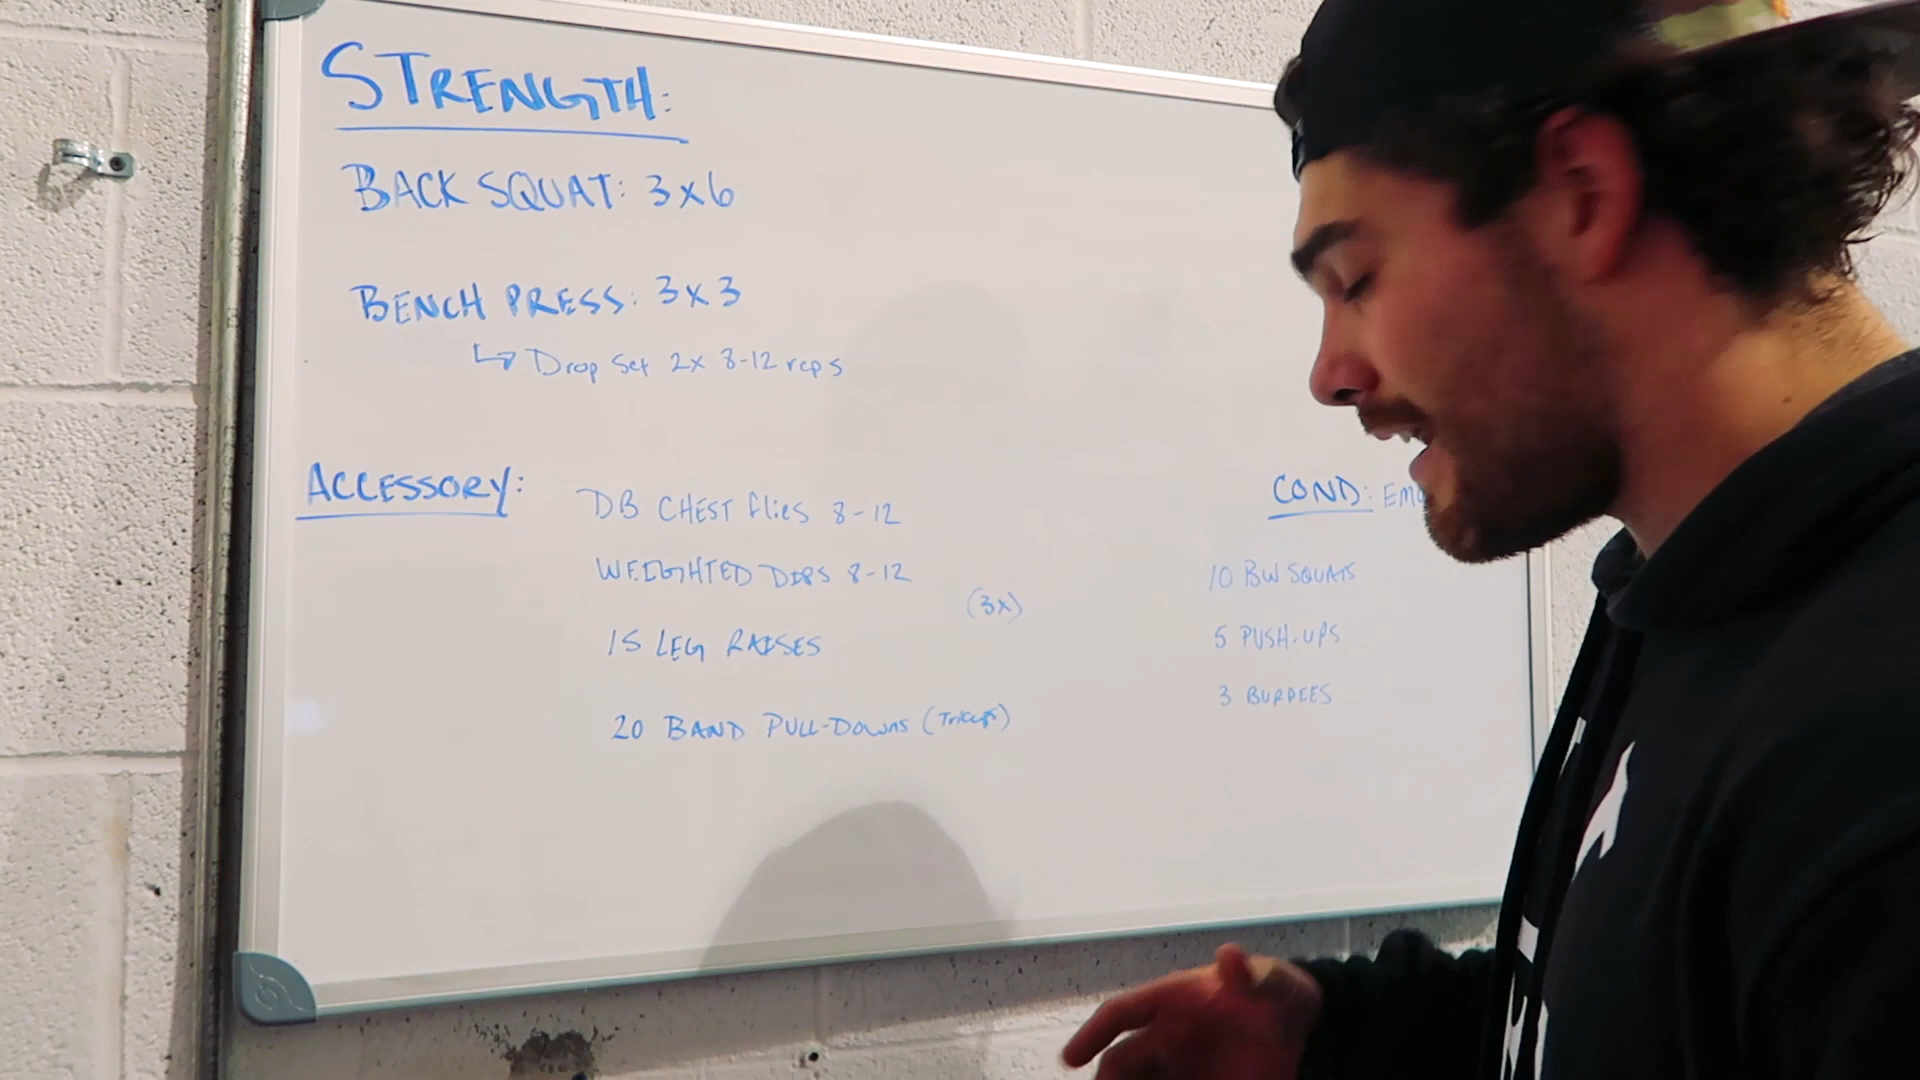 STRENGTH:
BACK SQUAT: 3x6
BENCH PRESS: 3x3
↳ Drop Set 2x 8-12 reps
ACCESSORY:
DB CHEST flies 8-12
WEIGHTED DIPS 8-12
(3x)
15 LEG RAISES
20 BAND PULL-DOWNS (Triceps)
COND:
10 BW SQUATS
5 PUSH-UPS
3 BURPEES